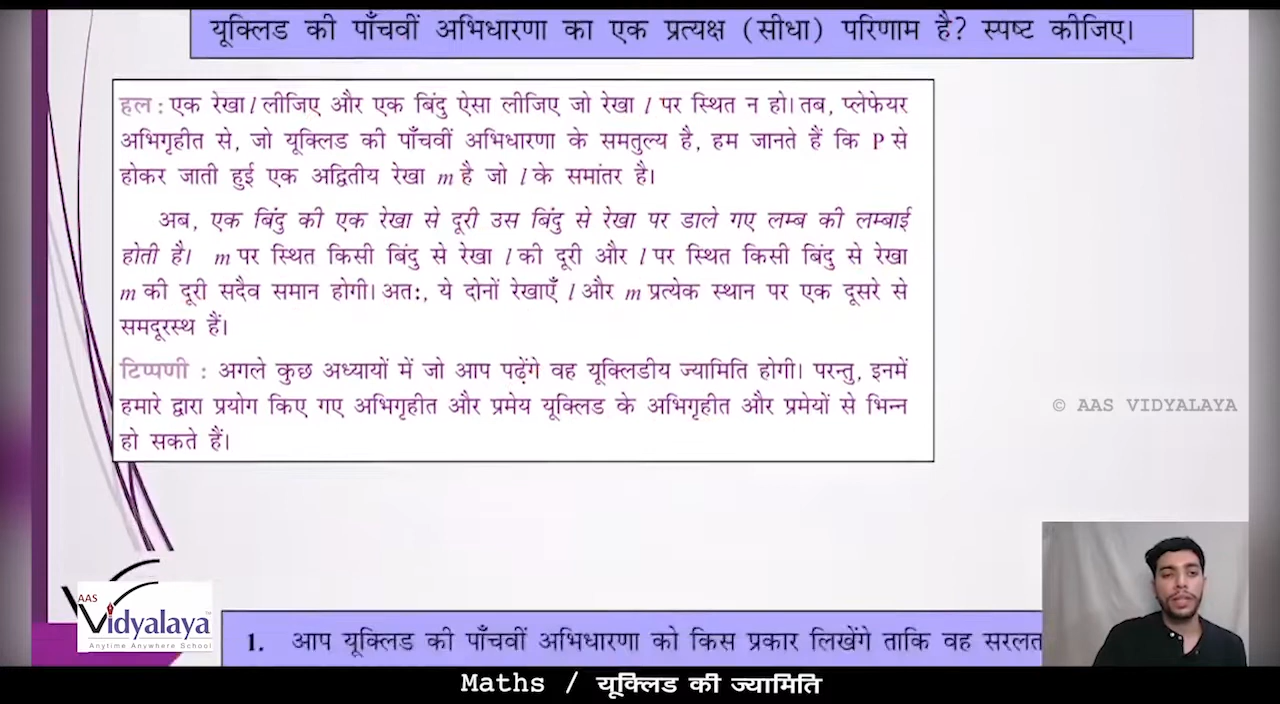 यूक्लिड की पाँचवीं अभिधारणा का एक प्रत्यक्ष (सीधा) परिणाम है? स्पष्ट कीजिए।
हल : एक रेखा l लीजिए और एक बिंदु ऐसा लीजिए जो रेखा l पर स्थित न हो। तब, प्लेफेयर
अभिगृहीत से, जो यूक्लिड की पाँचवीं अभिधारणा के समतुल्य है, हम जानते हैं कि P से
होकर जाती हुई एक अद्वितीय रेखा m है जो l के समांतर है।
अब, एक बिंदु की एक रेखा से दूरी उस बिंदु से रेखा पर डाले गए लम्ब की लम्बाई
होती है। m पर स्थित किसी बिंदु से रेखा l की दूरी और l पर स्थित किसी बिंदु से रेखा
m की दूरी सदैव समान होगी। अत:, ये दोनों रेखाएँ l और m प्रत्येक स्थान पर एक दूसरे से
समदूरस्थ हैं।
टिप्पणी : अगले कुछ अध्यायों में जो आप पढ़ेंगे वह यूक्लिडीय ज्यामिति होगी। परन्तु, इनमें
हमारे द्वारा प्रयोग किए गए अभिगृहीत और प्रमेय यूक्लिड के अभिगृहीत और प्रमेयों से भिन्न
हो सकते हैं।
© AAS VIDYALAYA
AAS
Vidyalaya
Anytime Anywhere School
1. आप यूक्लिड की पाँचवीं अभिधारणा को किस प्रकार लिखेंगे ताकि वह सरलत
Maths / यूक्लिड की ज्यामिति